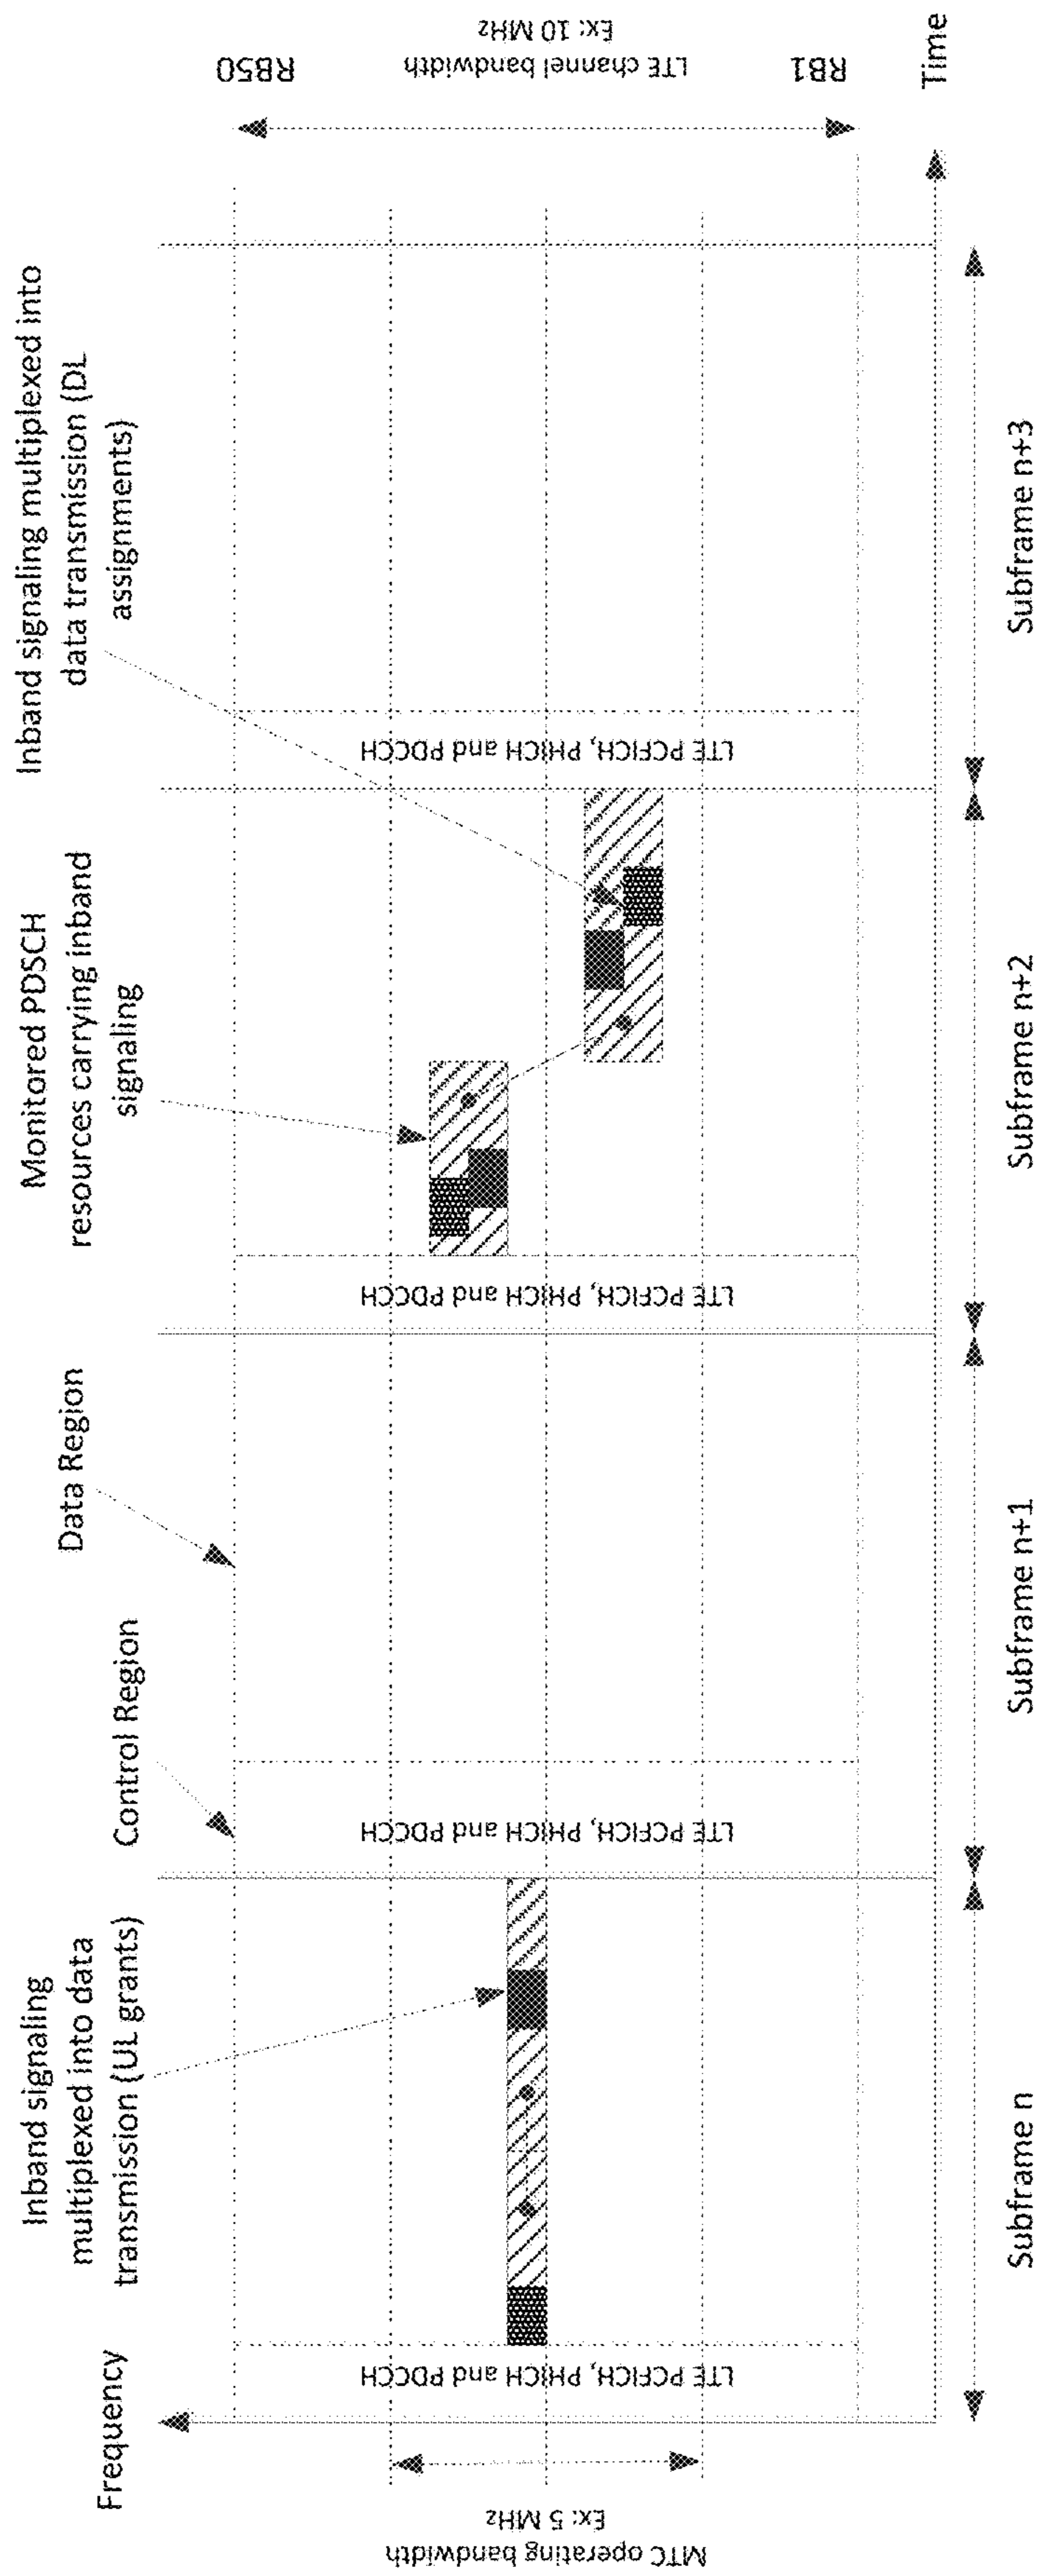 Frequency
Inband signaling
multiplexed into data
transmission (UL grants)
Control Region
Data Region
Monitored PDSCH
resources carrying inband
signaling
Inband signaling multiplexed into
data transmission (DL
assignments)
MTC operating bandwidth
Ex: 5 MHz
LTE PCFICH, PHICH and PDCCH
LTE PCFICH, PHICH and PDCCH
LTE PCFICH, PHICH and PDCCH
LTE PCFICH, PHICH and PDCCH
RB50
LTE channel bandwidth
Ex: 10 MHz
RB1
Time
Subframe n
Subframe n+1
Subframe n+2
Subframe n+3